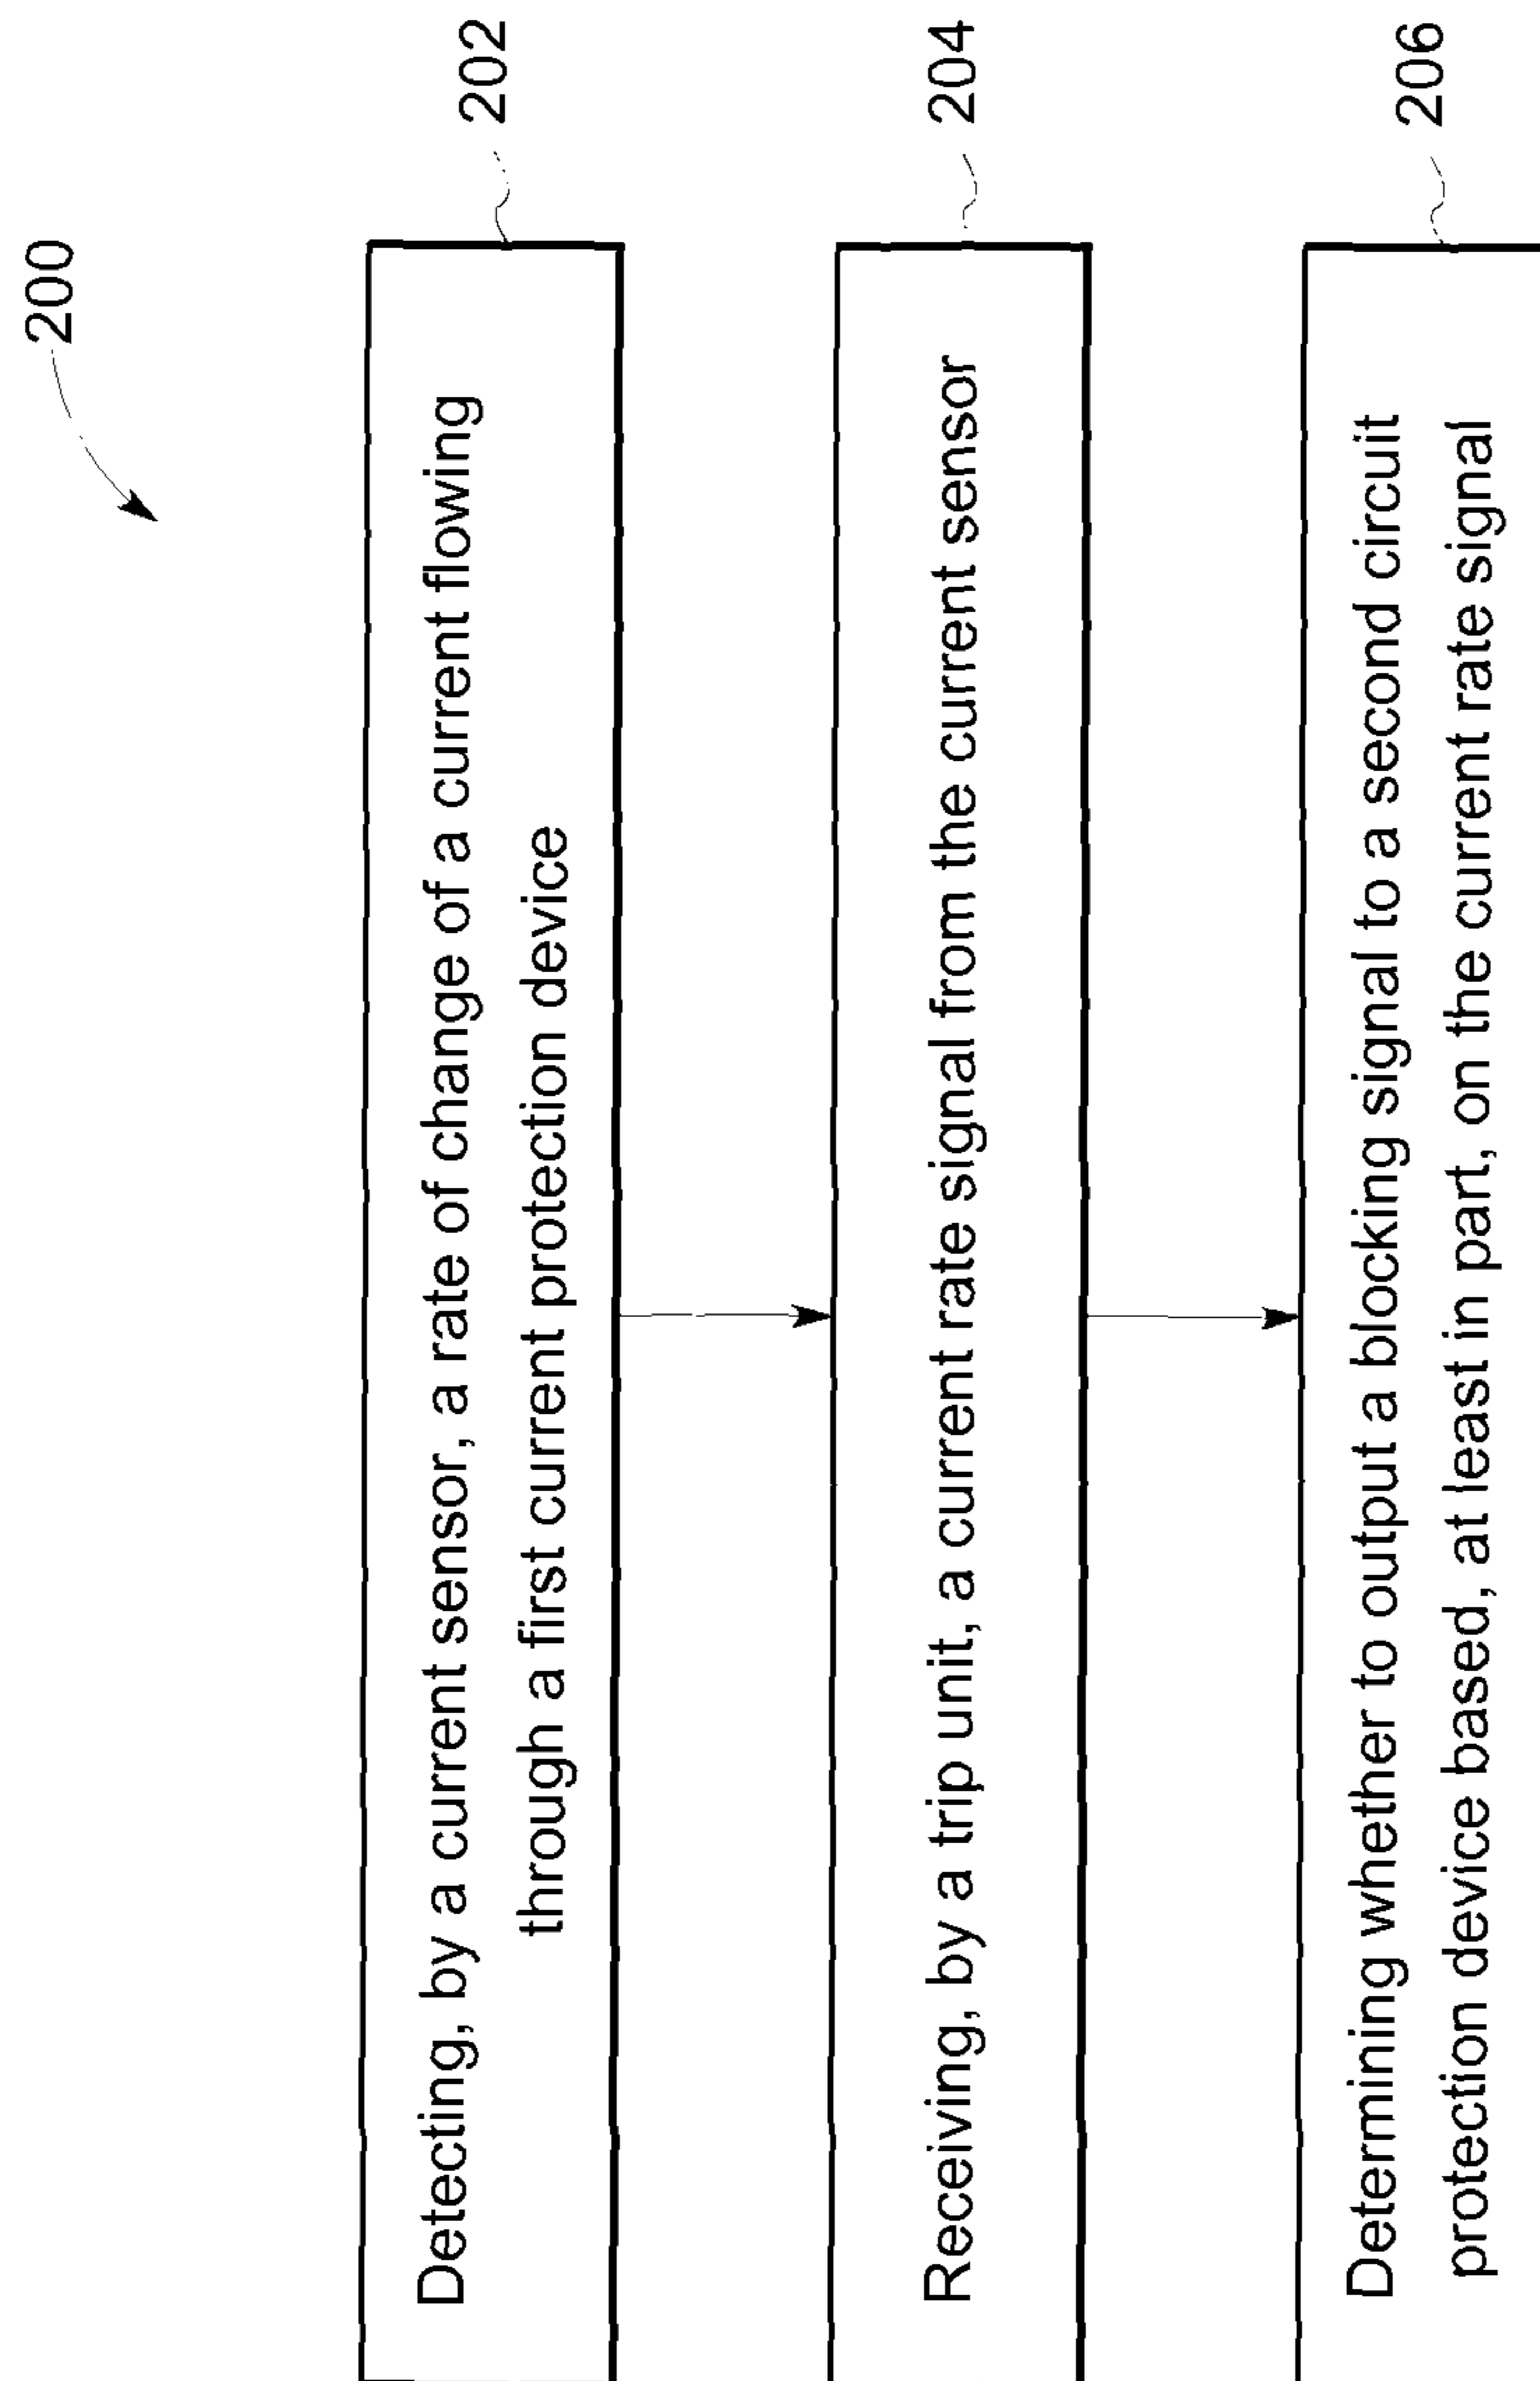 200
Detecting, by a current sensor, a rate of change of a current flowing
through a first current protection device
202
Receiving, by a trip unit, a current rate signal from the current sensor
204
Determining whether to output a blocking signal to a second circuit
protection device based, at least in part, on the current rate signal
206